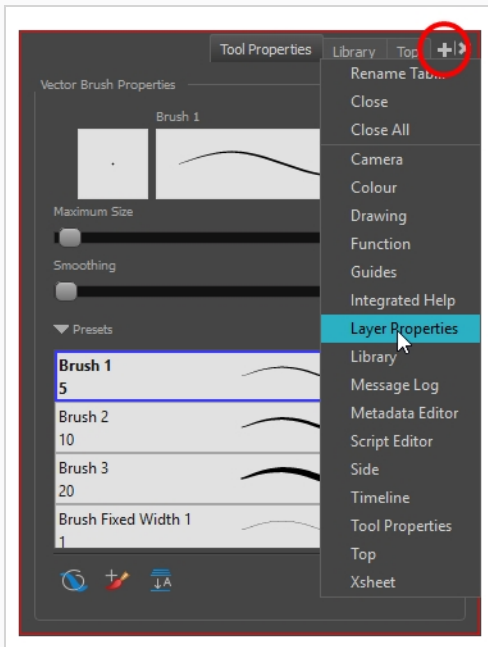 Tool Properties Library Top
Rename Tab...
Vector Brush Properties
Close
Brush 1
Close All
Camera
Colour
Maximum Size
Drawing
Function
Smoothing
Guides
Integrated Help
Presets
Layer Properties
Brush 1
Library
5
Message Log
Brush 2
Metadata Editor
10
Script Editor
Brush 3
Side
20
Timeline
Brush Fixed Width 1
Tool Properties
1
Top
Xsheet